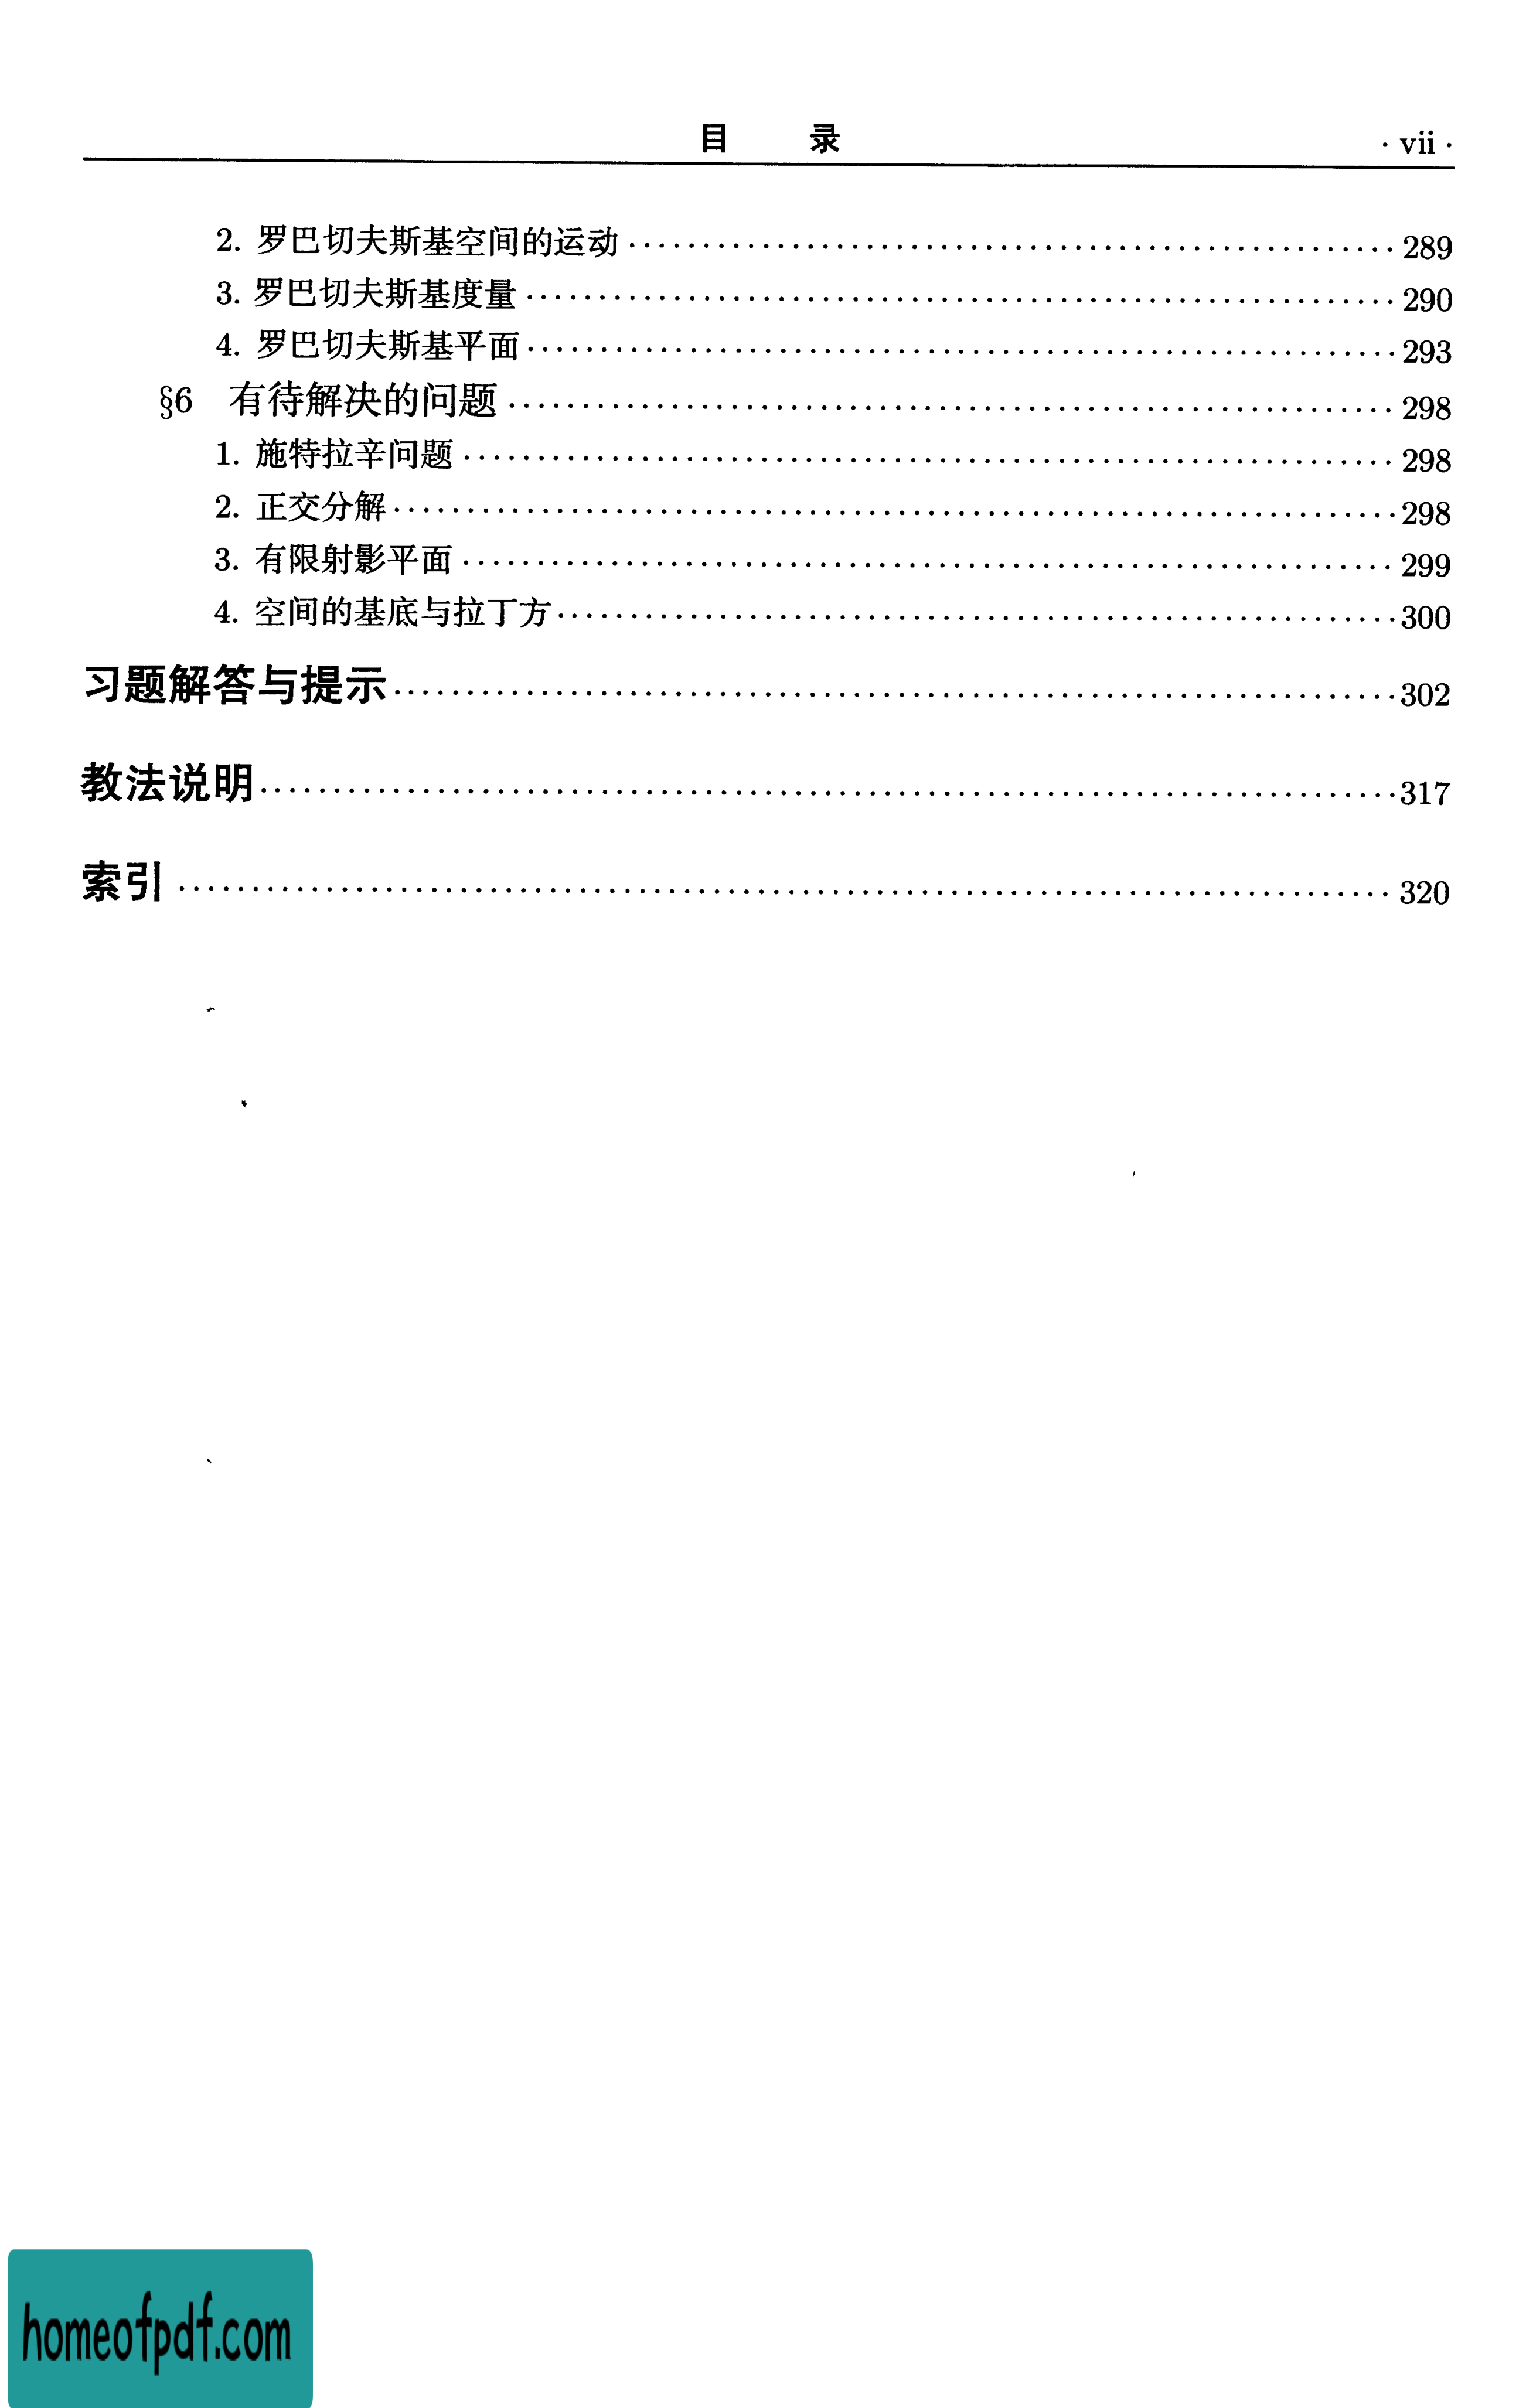 目 录 · vii ·
2. 罗巴切夫斯基空间的运动 289
3. 罗巴切夫斯基度量 290
4. 罗巴切夫斯基平面 293
§6 有待解决的问题 298
1. 施特拉辛问题 298
2. 正交分解 298
3. 有限射影平面 299
4. 空间的基底与拉丁方 300
习题解答与提示 302
教法说明 317
索引 320
homeofpdf.com